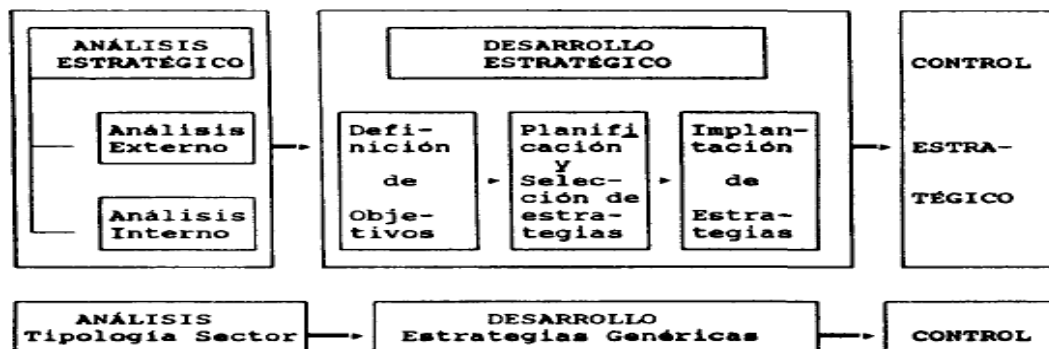 ANÁLISIS
ESTRATÉGICO
Análisis
Externo
Análisis
Interno
DESARROLLO
ESTRATÉGICO
Defi-
nición
de
Obje-
tivos
Planifi
cación
y
Selec-
ción de
estra-
tegias
Implan-
tación
de
Estra-
tegias
CONTROL
ESTRA-
TÉGICO
ANÁLISIS
Tipología Sector
DESARROLLO
Estrategias Genéricas
CONTROL